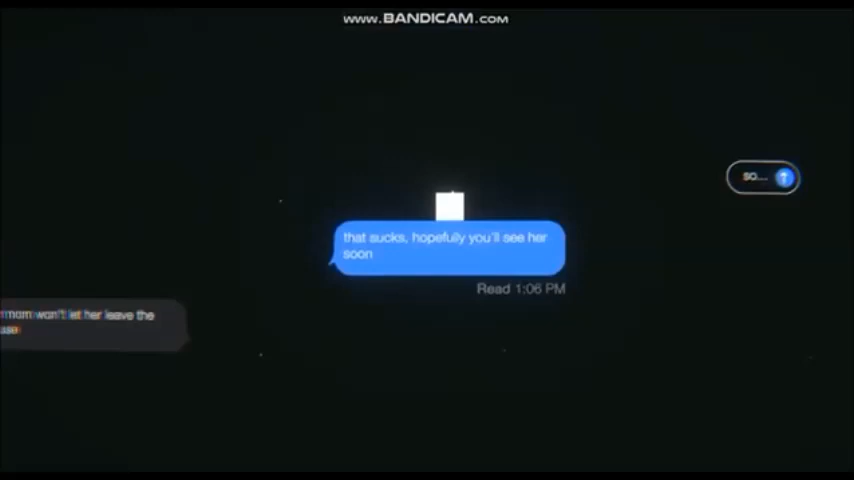 www.BANDICAM.com
so...
that sucks, hopefully you'll see her
soon
Read 1:06 PM
mom won't let her leave the